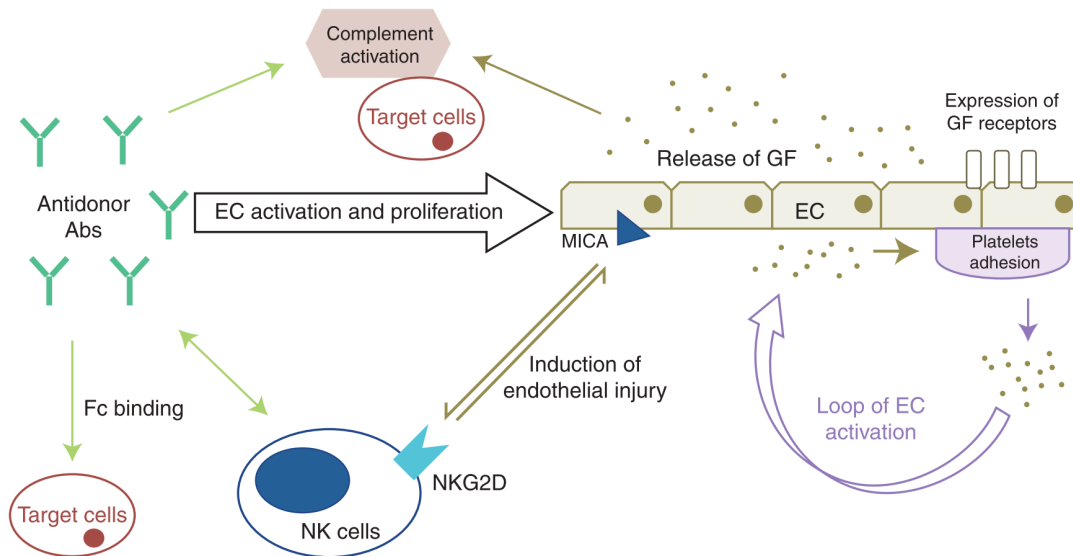 Complement
activation
Target cells
Expression of
GF receptors
Release of GF
Antidonor
Abs
EC activation and proliferation
EC
MICA
Platelets
adhesion
Induction of
endothelial injury
Fc binding
Loop of EC
activation
NKG2D
Target cells
NK cells